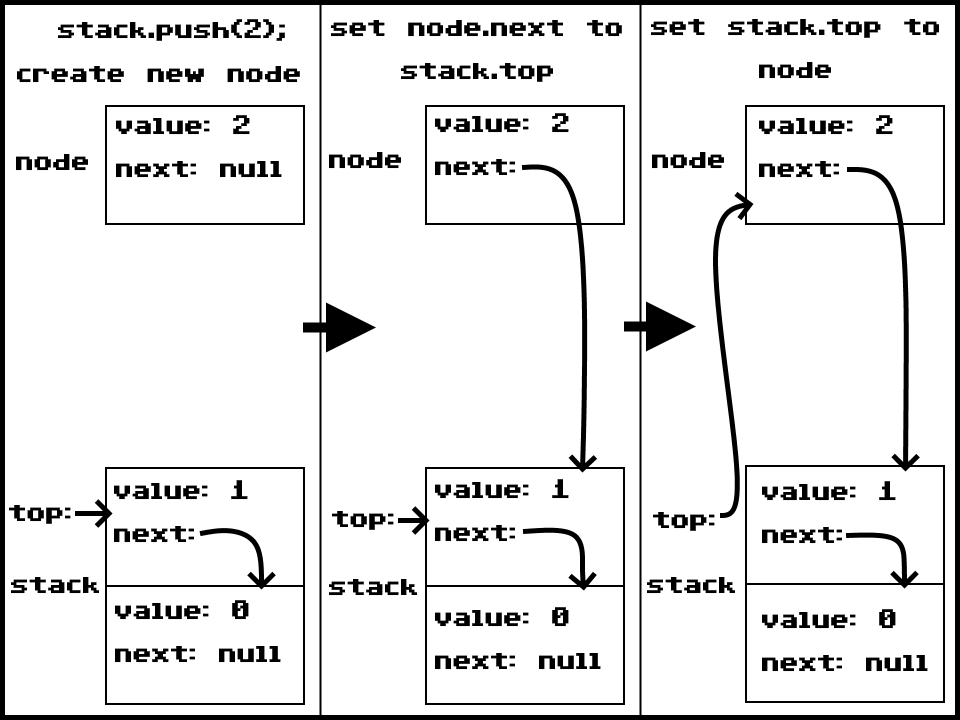 stack.push(2);
create new node
value: 2
node
next: null
value: 1
top:
next:
stack
value: 0
next: null
set node.next to
stack.top
value: 2
node
next:
value: 1
top:
next:
stack
value: 0
next: null
set stack.top to
node
value: 2
node
next:
value: 1
top:
next:
stack
value: 0
next: null